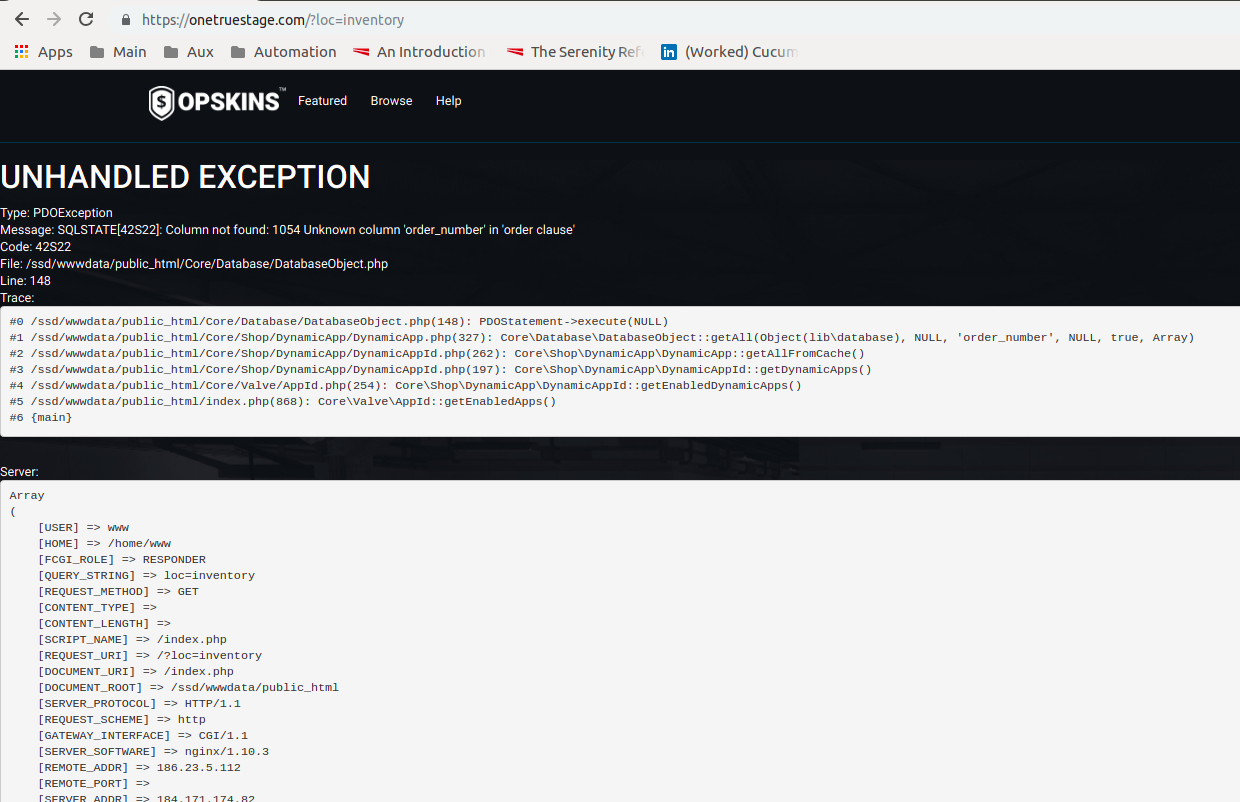 https://onetruestage.com/?loc=inventory
Apps Main Aux Automation An Introduction The Serenity Ref (Worked) Cucum
OPSKINS™ Featured Browse Help
UNHANDLED EXCEPTION
Type: PDOException
Message: SQLSTATE[42S22]: Column not found: 1054 Unknown column 'order_number' in 'order clause'
Code: 42S22
File: /ssd/wwwdata/public_html/Core/Database/DatabaseObject.php
Line: 148
Trace:
#0 /ssd/wwwdata/public_html/Core/Database/DatabaseObject.php(148): PDOStatement->execute(NULL)
#1 /ssd/wwwdata/public_html/Core/Shop/DynamicApp/DynamicApp.php(327): Core\Database\DatabaseObject::getAll(Object(lib\database), NULL, 'order_number', NULL, true, Array)
#2 /ssd/wwwdata/public_html/Core/Shop/DynamicApp/DynamicAppId.php(262): Core\Shop\DynamicApp\DynamicApp::getAllFromCache()
#3 /ssd/wwwdata/public_html/Core/Shop/DynamicApp/DynamicAppId.php(197): Core\Shop\DynamicApp\DynamicAppId::getDynamicApps()
#4 /ssd/wwwdata/public_html/Core/Valve/AppId.php(254): Core\Shop\DynamicApp\DynamicAppId::getEnabledDynamicApps()
#5 /ssd/wwwdata/public_html/index.php(868): Core\Valve\AppId::getEnabledApps()
#6 {main}
Server:
Array
(
[USER] => www
[HOME] => /home/www
[FCGI_ROLE] => RESPONDER
[QUERY_STRING] => loc=inventory
[REQUEST_METHOD] => GET
[CONTENT_TYPE] =>
[CONTENT_LENGTH] =>
[SCRIPT_NAME] => /index.php
[REQUEST_URI] => /?loc=inventory
[DOCUMENT_URI] => /index.php
[DOCUMENT_ROOT] => /ssd/wwwdata/public_html
[SERVER_PROTOCOL] => HTTP/1.1
[REQUEST_SCHEME] => http
[GATEWAY_INTERFACE] => CGI/1.1
[SERVER_SOFTWARE] => nginx/1.10.3
[REMOTE_ADDR] => 186.23.5.112
[REMOTE_PORT] =>
[SERVER_ADDR] => 184.171.174.82